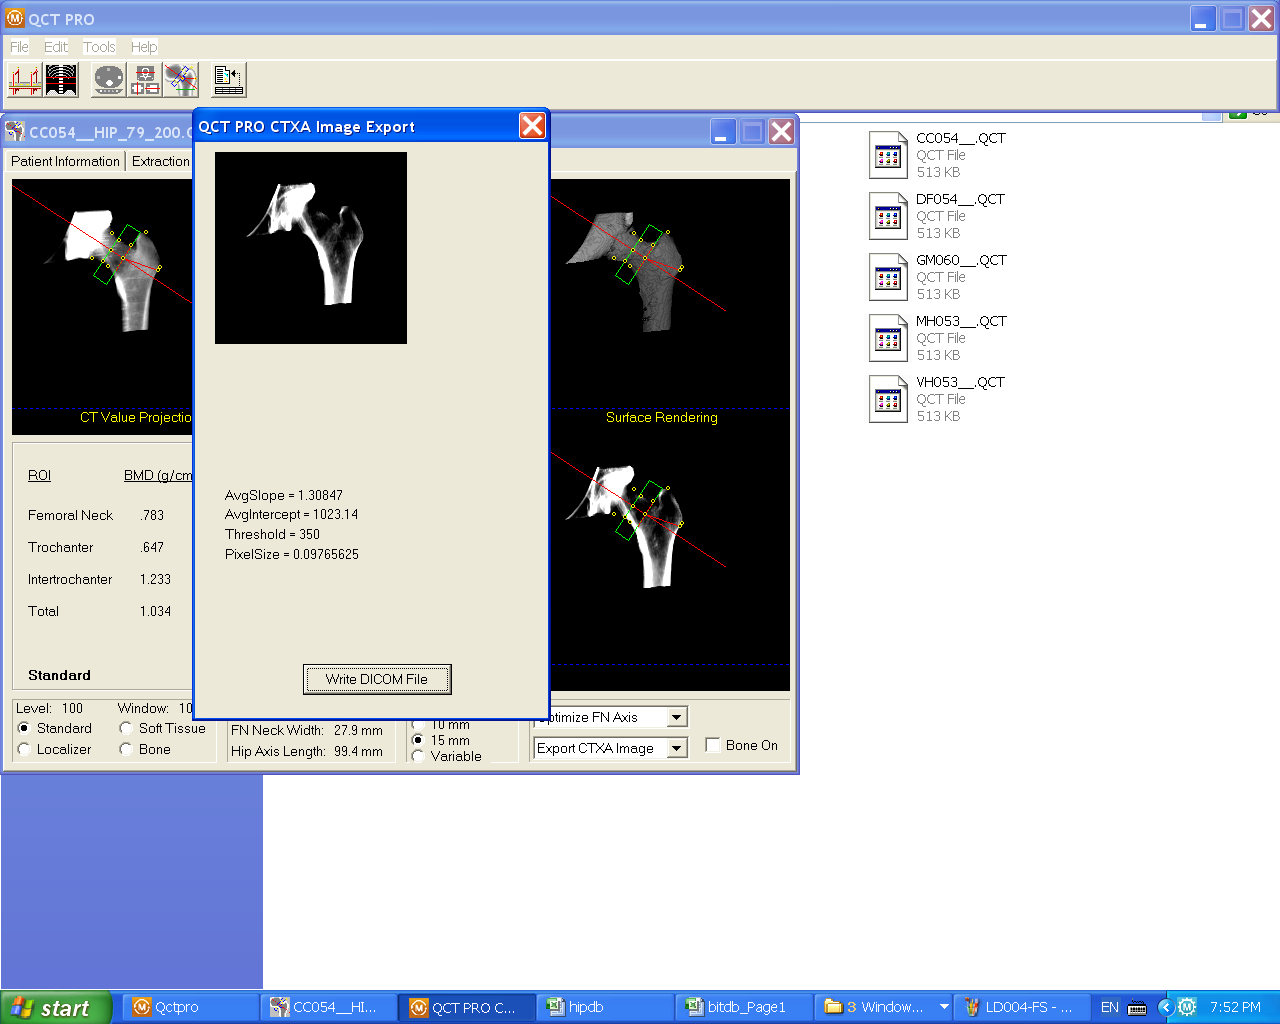 QCT PRO
File Edit Tools Help
CC054__HIP_79_200.
QCT PRO CTXA Image Export
Patient Information Extraction
CT Value Projectio
Surface Rendering
ROI BMD (g/cm
Femoral Neck .783
Trochanter .647
Intertrochanter 1.233
Total 1.034
Standard
AvgSlope = 1.30847
AvgIntercept = 1023.14
Threshold = 350
PixelSize = 0.09765625
Write DICOM File
Level: 100 Window: 10
Standard Soft Tissue
Localizer Bone
FN Neck Width: 27.9 mm
Hip Axis Length: 99.4 mm
10 mm
15 mm
Variable
ptimize FN Axis
Export CTXA Image
Bone On
CC054__.QCT
QCT File
513 KB
DF054__.QCT
QCT File
513 KB
GM060__.QCT
QCT File
513 KB
MH053__.QCT
QCT File
513 KB
VH053__.QCT
QCT File
513 KB
start Qctpro CC054__HI... QCT PRO C... hipdb bitdb_Page1 3 Window... LD004-FS - ... EN 7:52 PM